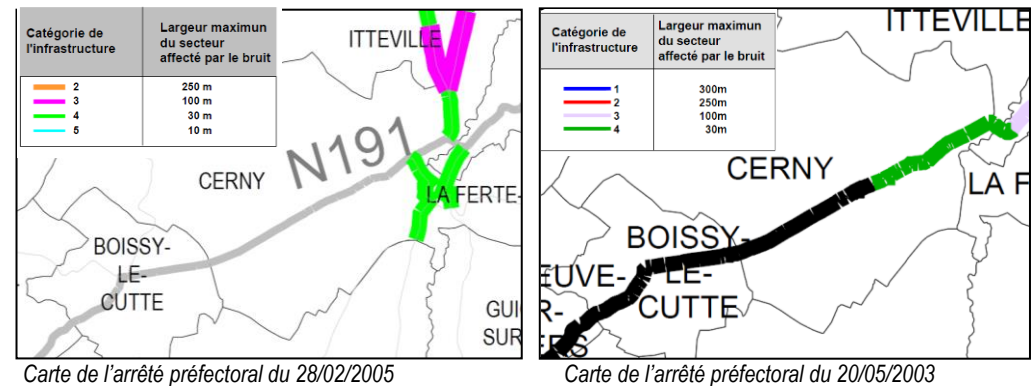 Catégorie de
l'infrastructure
Largeur maximun
du secteur
affecté par le bruit
2 250 m
3 100 m
4 30 m
5 10 m
ITTEVILLE
N191
CERNY
LA FERTE-
BOISSY-
LE-
CUTTE
GUI
SUR
Carte de l'arrêté préfectoral du 28/02/2005
Catégorie de
l'infrastructure
Largeur maximun
du secteur
affecté par le bruit
1 300m
2 250m
3 100m
4 30m
ITTEVILLE
CERNY
LA F
BOISSY-
EUVE-
LE-
R-
CUTTE
ERS
Carte de l'arrêté préfectoral du 20/05/2003